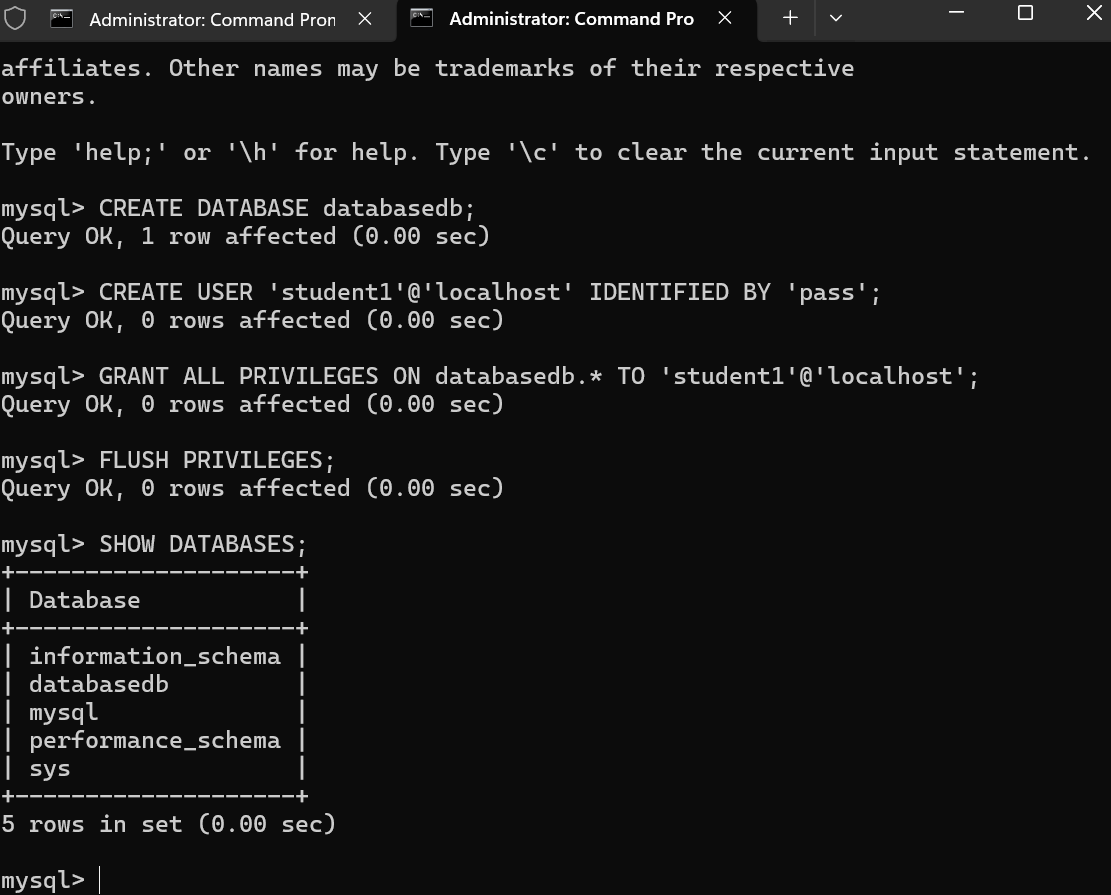 Administrator: Command Pron
Administrator: Command Pro
affiliates. Other names may be trademarks of their respective
owners.
Type 'help;' or '\h' for help. Type '\c' to clear the current input statement.
mysql> CREATE DATABASE databasedb;
Query OK, 1 row affected (0.00 sec)
mysql> CREATE USER 'student1'@'localhost' IDENTIFIED BY 'pass';
Query OK, 0 rows affected (0.00 sec)
mysql> GRANT ALL PRIVILEGES ON databasedb.* TO 'student1'@'localhost';
Query OK, 0 rows affected (0.00 sec)
mysql> FLUSH PRIVILEGES;
Query OK, 0 rows affected (0.00 sec)
mysql> SHOW DATABASES;
+--------------------+
| Database           |
+--------------------+
| information_schema |
| databasedb         |
| mysql              |
| performance_schema |
| sys                |
+--------------------+
5 rows in set (0.00 sec)
mysql>